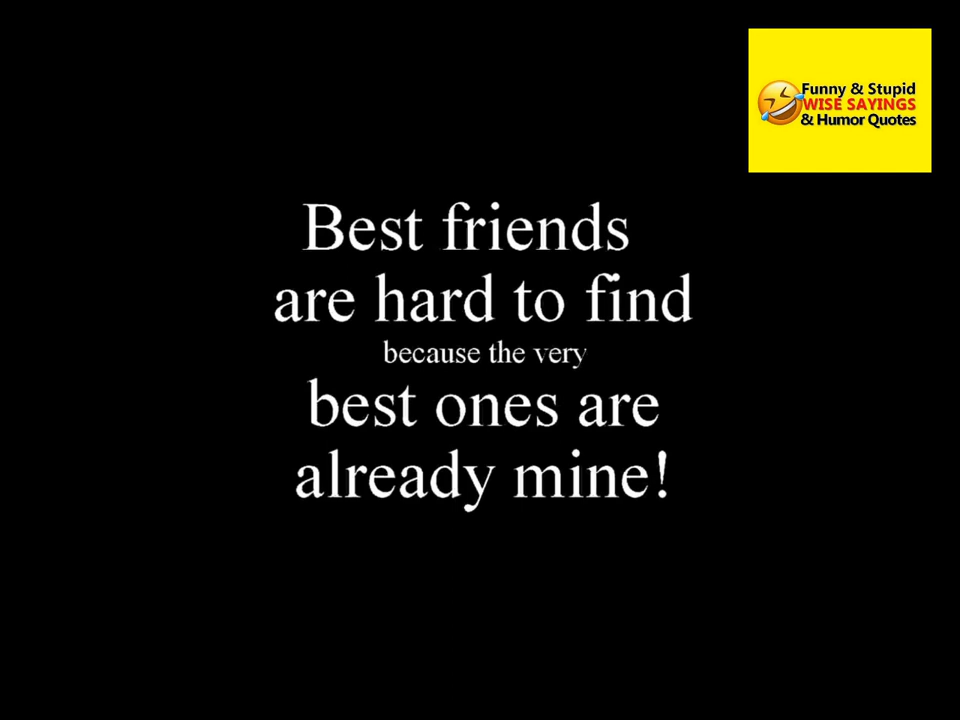 Funny & Stupid
WISE SAYINGS
& Humor Quotes
Best friends
are hard to find
because the very
best ones are
already mine!